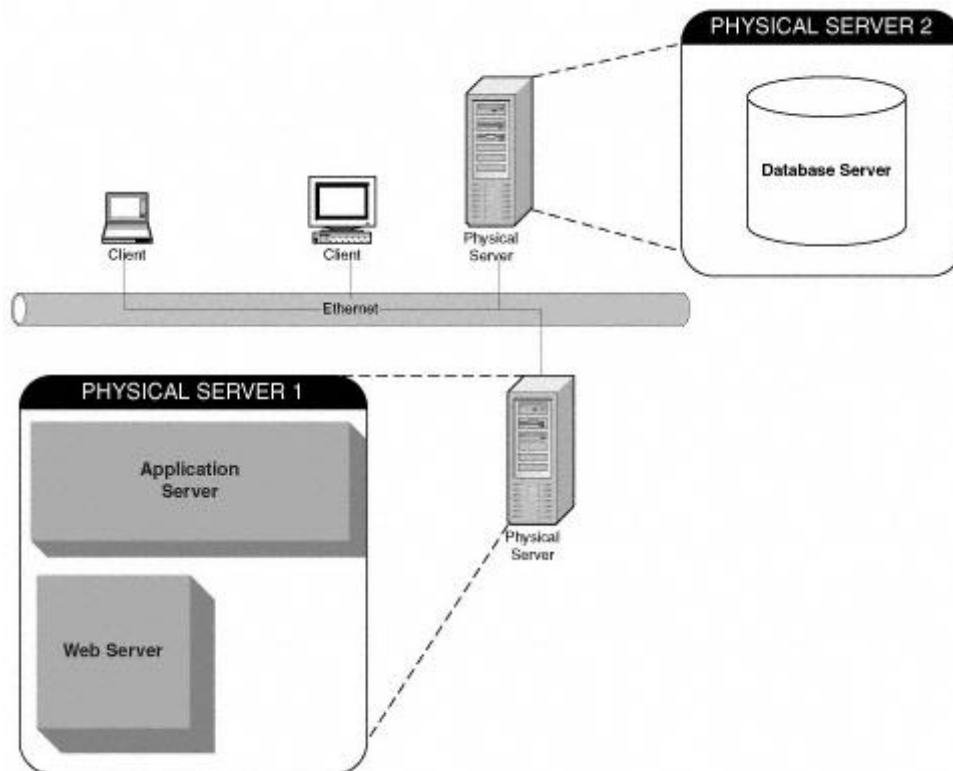 PHYSICAL SERVER 2
Database Server
Client
Client
Physical
Server
Ethernet
PHYSICAL SERVER 1
Application
Server
Web Server
Physical
Server